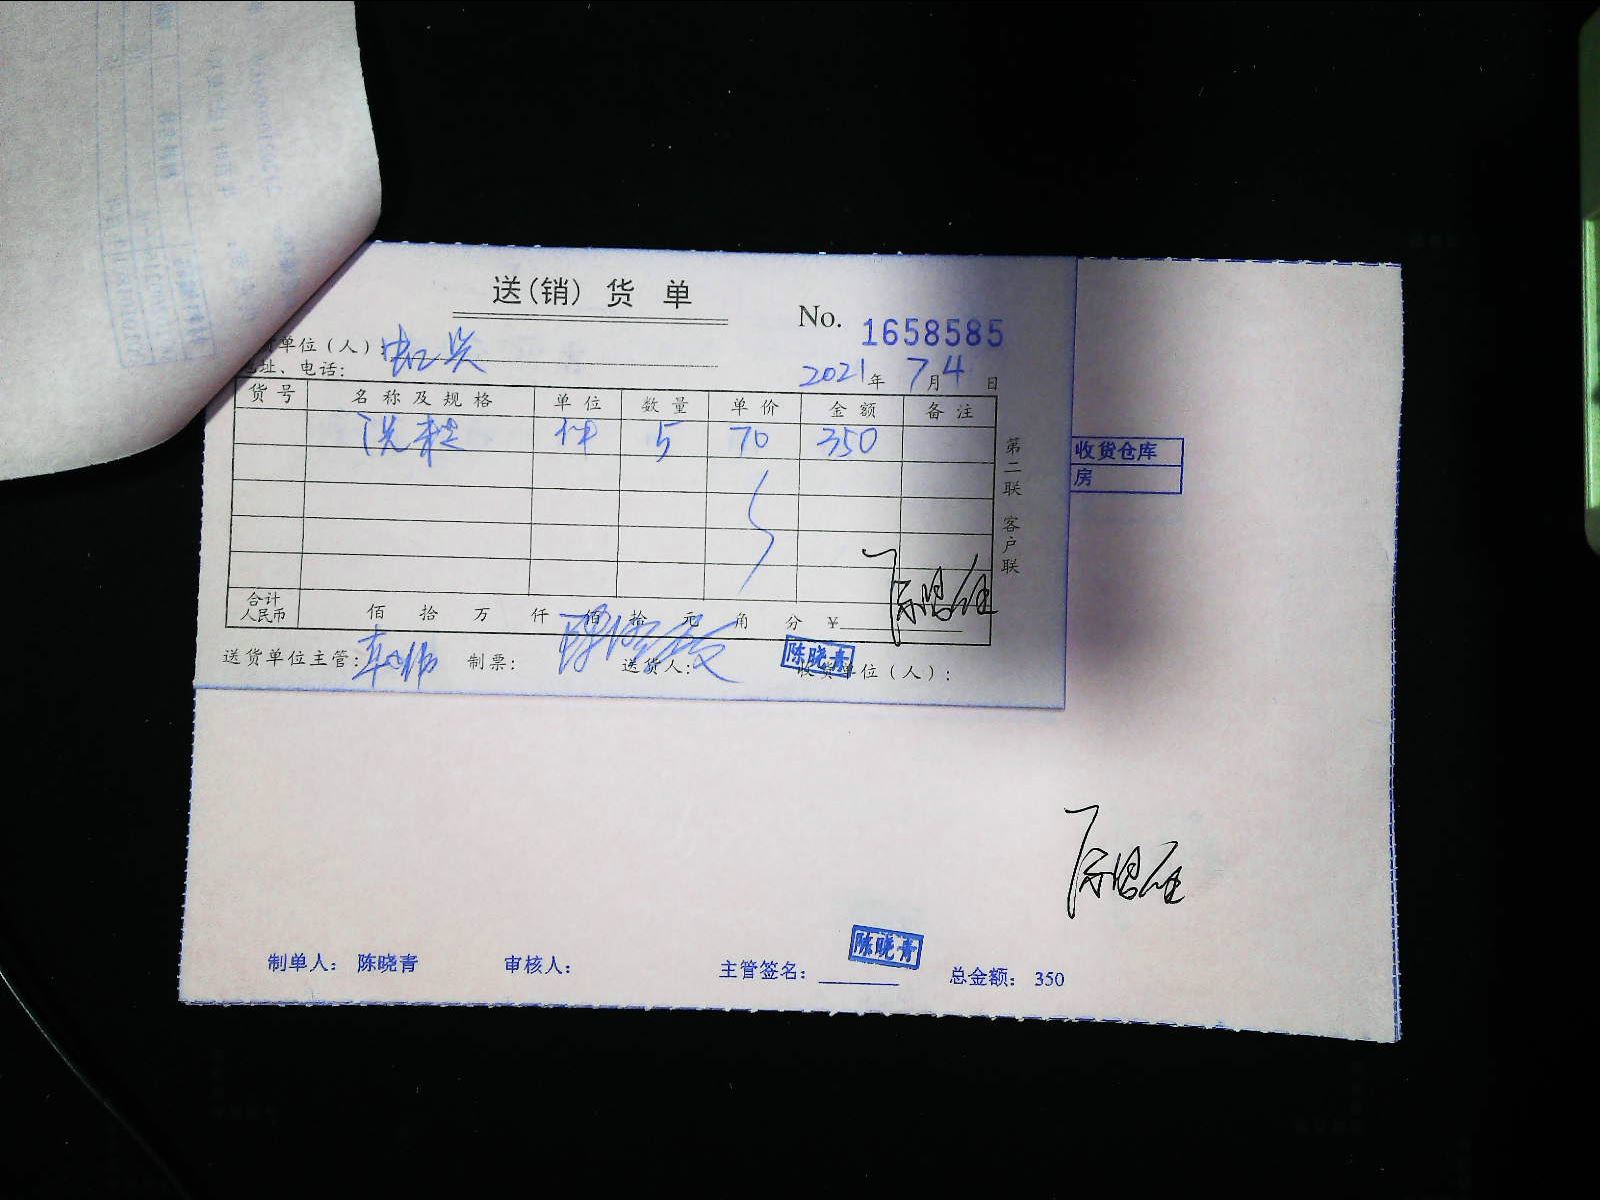 送(销) 货 单
No. 1658585
单位(人):
址、电话:
2021年 7月4日
货号 名称及规格 单位 数量 单价 金额 备注
洗 件 5 70 350
第二联 客户联
收货仓库
房
合计人民币 佰 拾 万 仟 佰 拾 元 角 分 ¥
送货单位主管: 制票: 送货人: 收货单位(人):
陈晓青
陈晓青
制单人: 陈晓青 审核人: 主管签名: 总金额: 350